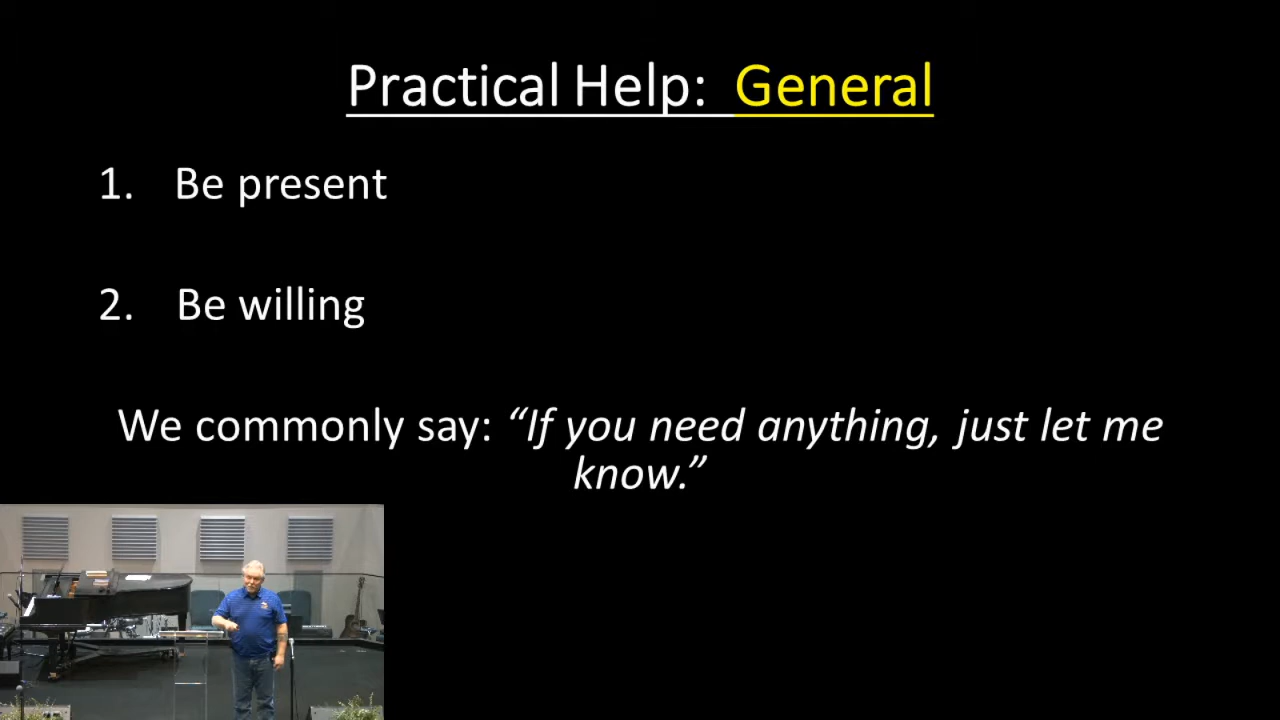 Practical Help: General
1. Be present
2. Be willing
We commonly say: “If you need anything, just let me
know.”